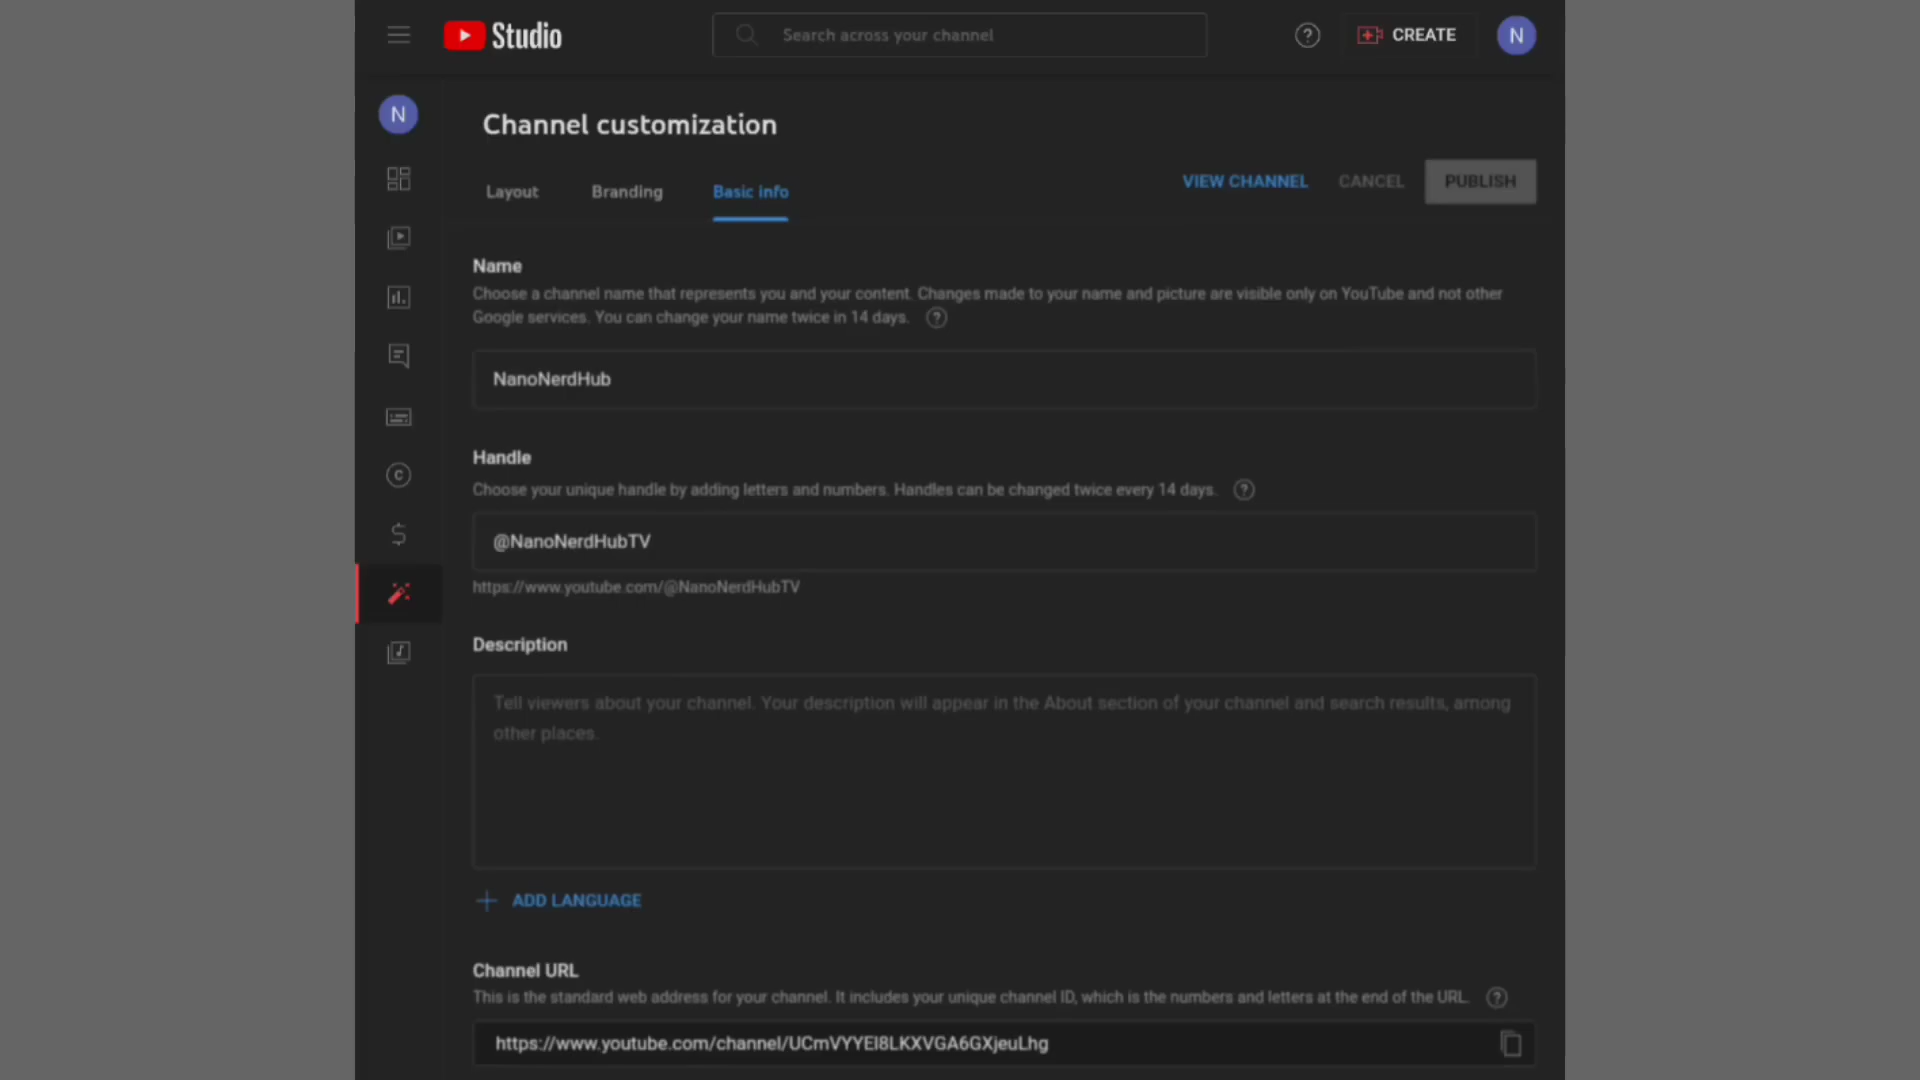 Studio
Search across your channel
?
CREATE
N
N
Channel customization
Layout
Branding
Basic info
VIEW CHANNEL
CANCEL
PUBLISH
Name
Choose a channel name that represents you and your content. Changes made to your name and picture are visible only on YouTube and not other
Google services. You can change your name twice in 14 days. ?
NanoNerdHub
Handle
Choose your unique handle by adding letters and numbers. Handles can be changed twice every 14 days. ?
@NanoNerdHubTV
https://www.youtube.com/@NanoNerdHubTV
Description
Tell viewers about your channel. Your description will appear in the About section of your channel and search results, among
other places.
ADD LANGUAGE
Channel URL
This is the standard web address for your channel. It includes your unique channel ID, which is the numbers and letters at the end of the URL. ?
https://www.youtube.com/channel/UCmVYYEI8LKXVGA6GXjeuLhg